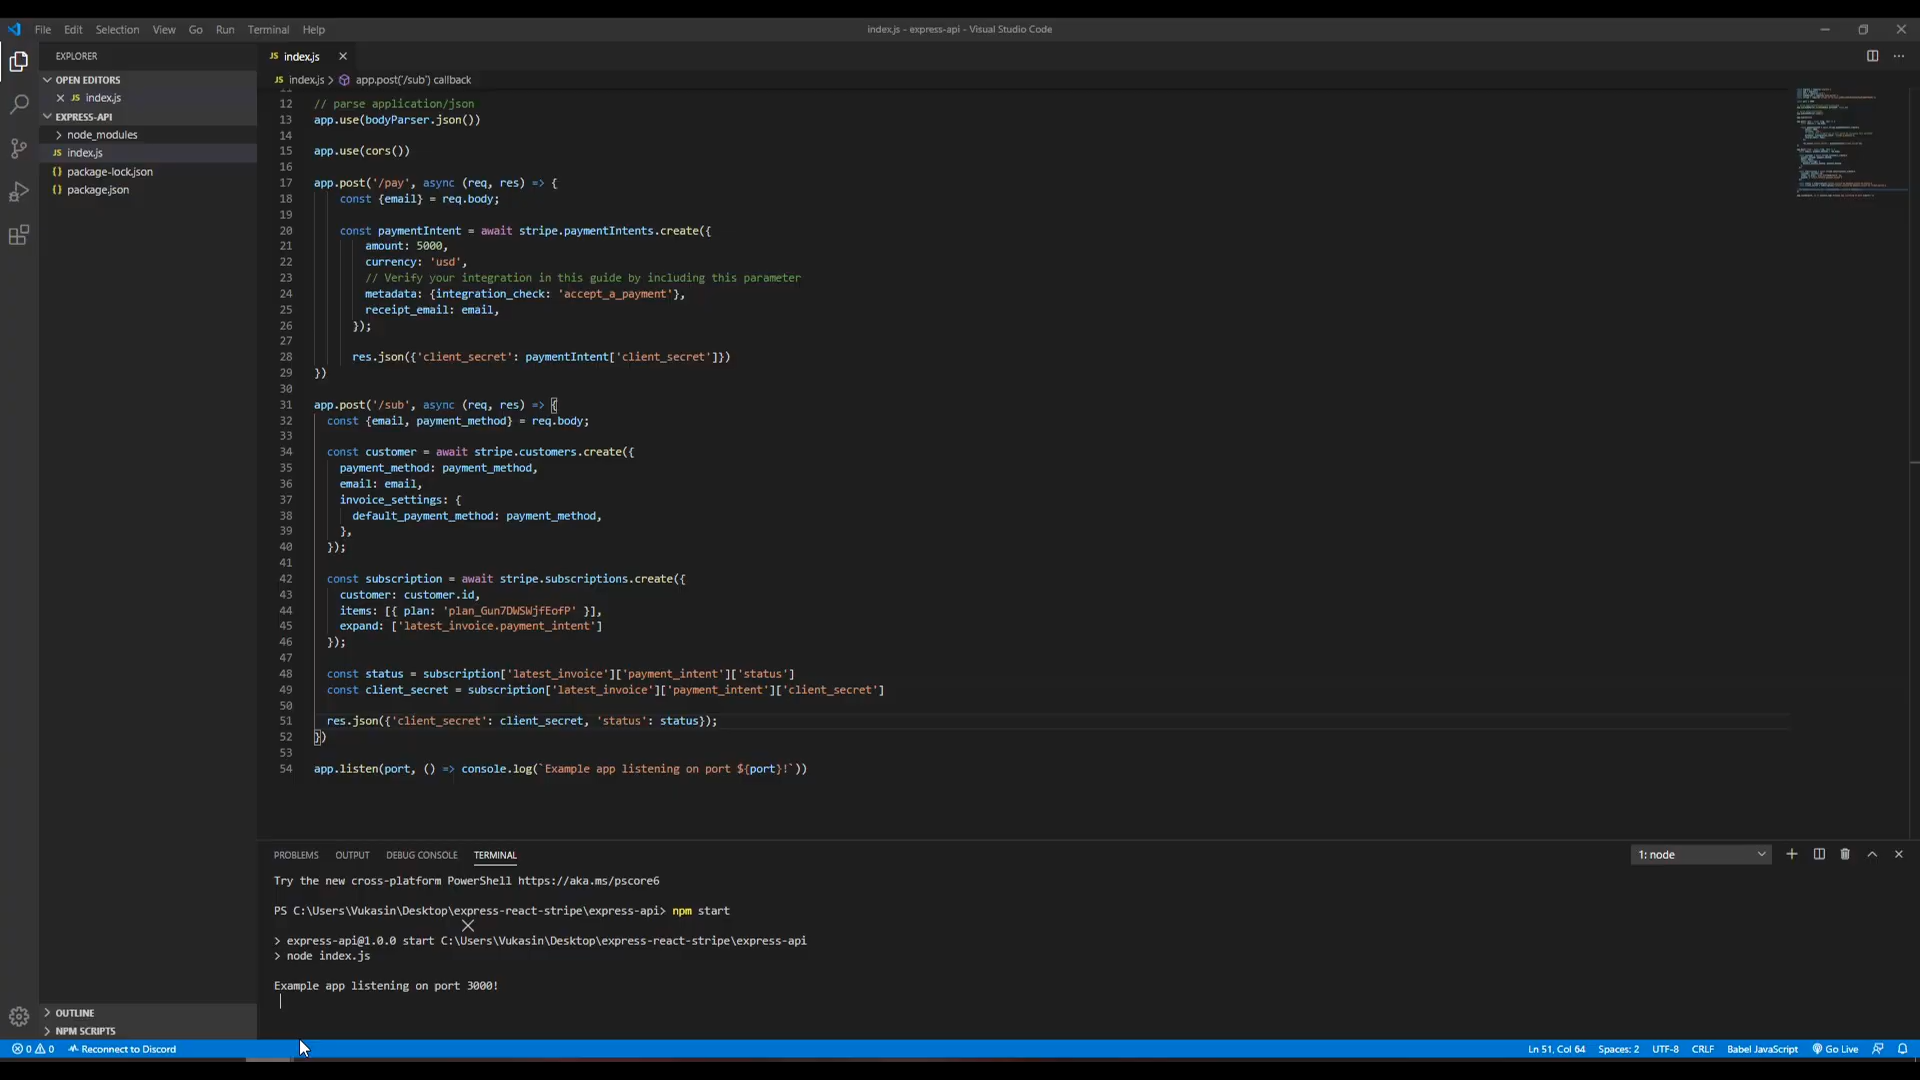 File Edit Selection View Go Run Terminal Help
index.js - express-api - Visual Studio Code
EXPLORER
OPEN EDITORS
JS index.js
EXPRESS-API
node_modules
JS index.js
{} package-lock.json
{} package.json
OUTLINE
NPM SCRIPTS
JS index.js
JS index.js > app.post('/sub') callback
12 // parse application/json
13 app.use(bodyParser.json())
14
15 app.use(cors())
16
17 app.post('/pay', async (req, res) => {
18 const {email} = req.body;
19
20 const paymentIntent = await stripe.paymentIntents.create({
21 amount: 5000,
22 currency: 'usd',
23 // Verify your integration in this guide by including this parameter
24 metadata: {integration_check: 'accept_a_payment'},
25 receipt_email: email,
26 });
27
28 res.json({'client_secret': paymentIntent['client_secret']})
29 })
30
31 app.post('/sub', async (req, res) => {
32 const {email, payment_method} = req.body;
33
34 const customer = await stripe.customers.create({
35 payment_method: payment_method,
36 email: email,
37 invoice_settings: {
38 default_payment_method: payment_method,
39 },
40 });
41
42 const subscription = await stripe.subscriptions.create({
43 customer: customer.id,
44 items: [{ plan: 'plan_Gun7DWSWjfEofP' }],
45 expand: ['latest_invoice.payment_intent']
46 });
47
48 const status = subscription['latest_invoice']['payment_intent']['status']
49 const client_secret = subscription['latest_invoice']['payment_intent']['client_secret']
50
51 res.json({'client_secret': client_secret, 'status': status});
52 })
53
54 app.listen(port, () => console.log(`Example app listening on port ${port}!`))
PROBLEMS OUTPUT DEBUG CONSOLE TERMINAL
1: node
Try the new cross-platform PowerShell https://aka.ms/pscore6
PS C:\Users\Vukasin\Desktop\express-react-stripe\express-api> npm start
> express-api@1.0.0 start C:\Users\Vukasin\Desktop\express-react-stripe\express-api
> node index.js
Example app listening on port 3000!
0 0 Reconnect to Discord
Ln 51, Col 64 Spaces: 2 UTF-8 CRLF Babel JavaScript Go Live